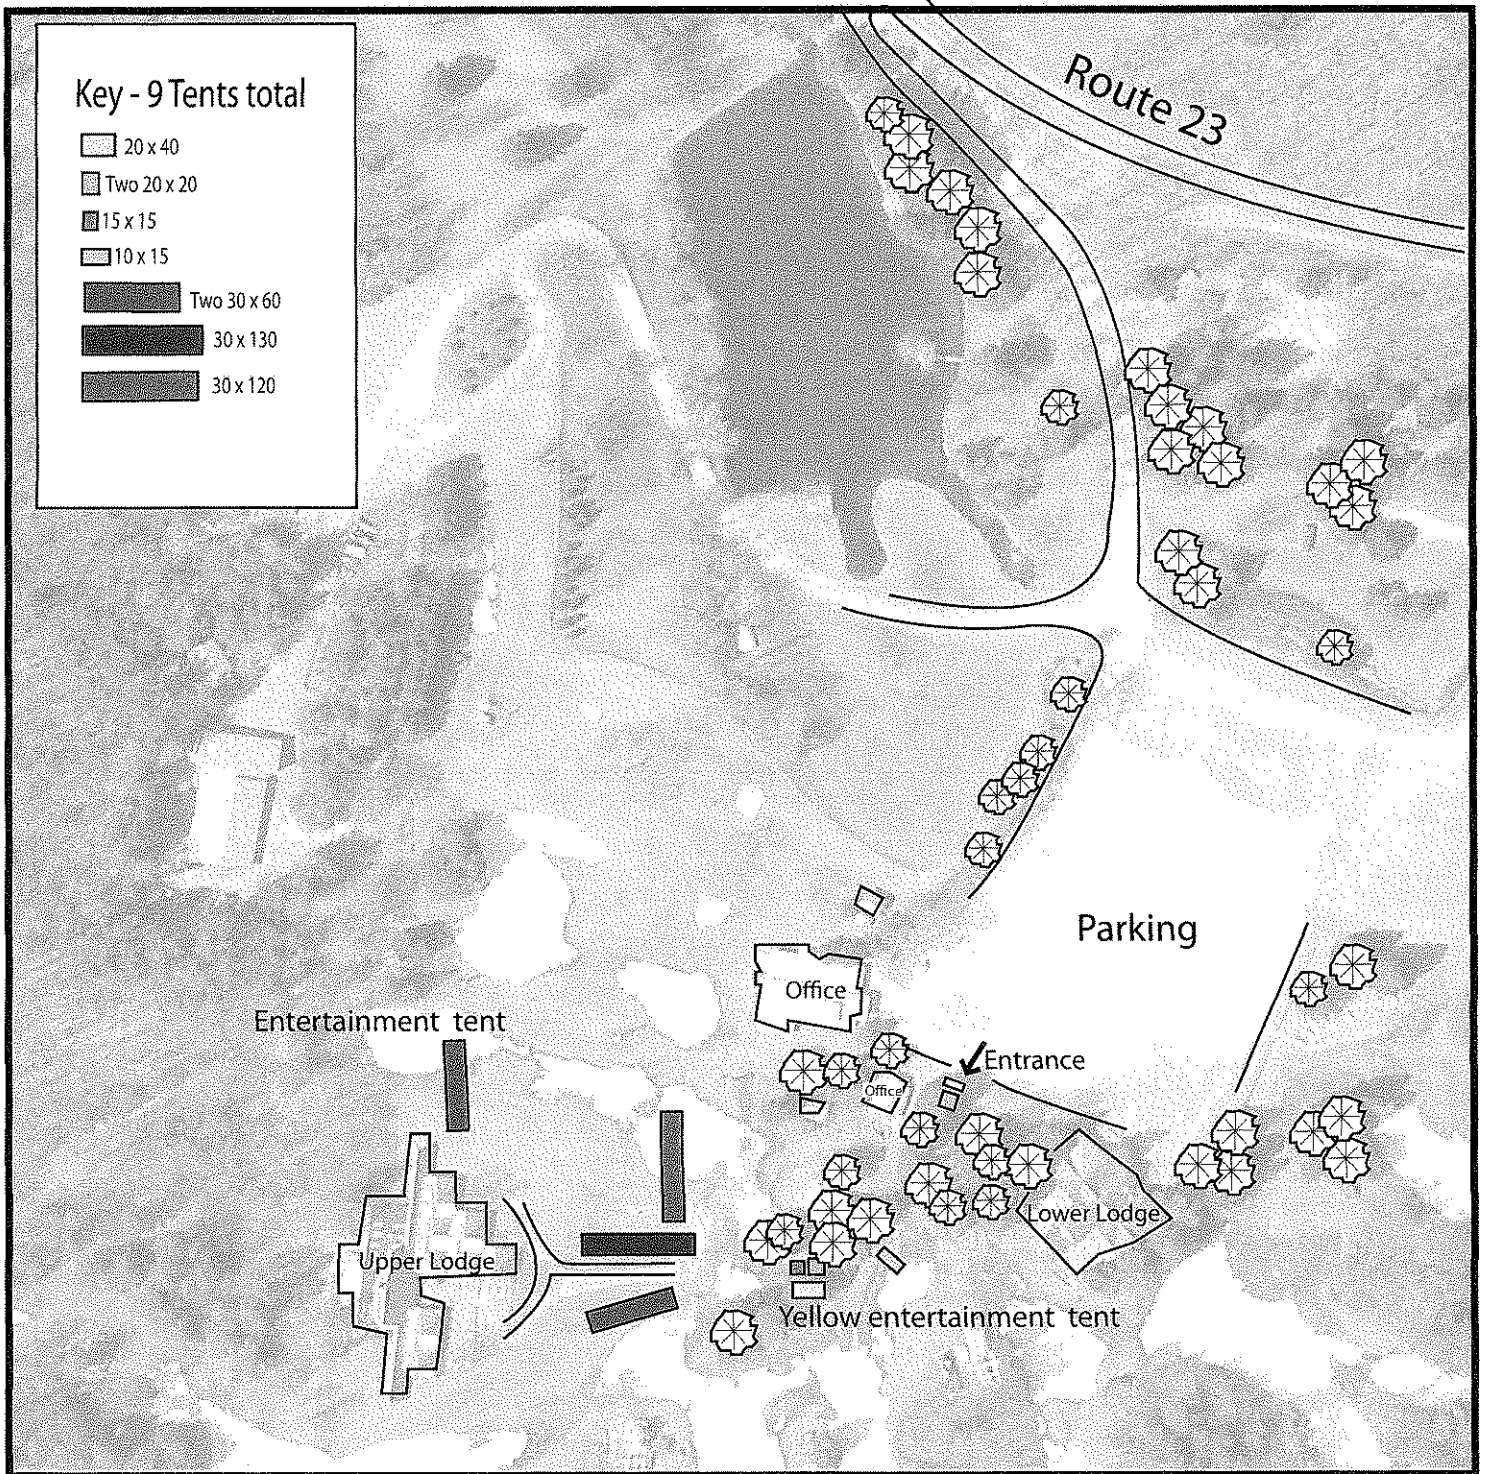 Key - 9 Tents total
20 x 40
Two 20 x 20
15 x 15
10 x 15
Two 30 x 60
30 x 130
30 x 120
Route 23
Parking
Office
Entertainment tent
Entrance
Office
Lower Lodge
Upper Lodge
Yellow entertainment tent